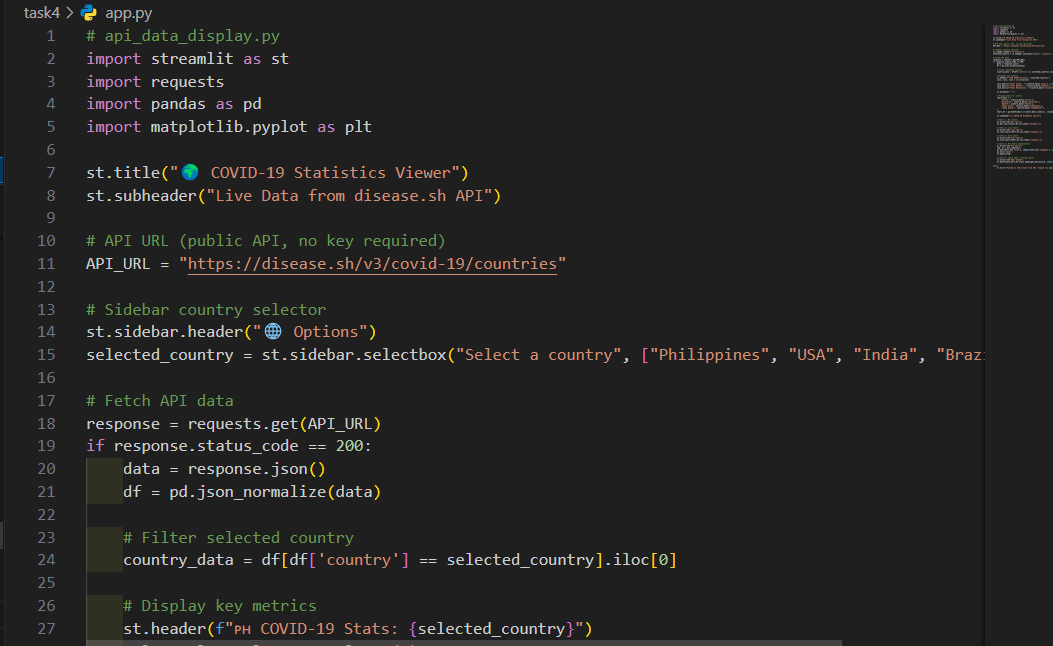 task4 > app.py
1 # api_data_display.py
2 import streamlit as st
3 import requests
4 import pandas as pd
5 import matplotlib.pyplot as plt
6
7 st.title("🌍 COVID-19 Statistics Viewer")
8 st.subheader("Live Data from disease.sh API")
9
10 # API URL (public API, no key required)
11 API_URL = "https://disease.sh/v3/covid-19/countries"
12
13 # Sidebar country selector
14 st.sidebar.header("🌐 Options")
15 selected_country = st.sidebar.selectbox("Select a country", ["Philippines", "USA", "India", "Brazi
16
17 # Fetch API data
18 response = requests.get(API_URL)
19 if response.status_code == 200:
20     data = response.json()
21     df = pd.json_normalize(data)
22
23     # Filter selected country
24     country_data = df[df['country'] == selected_country].iloc[0]
25
26     # Display key metrics
27     st.header(f"🇵🇭 COVID-19 Stats: {selected_country}")